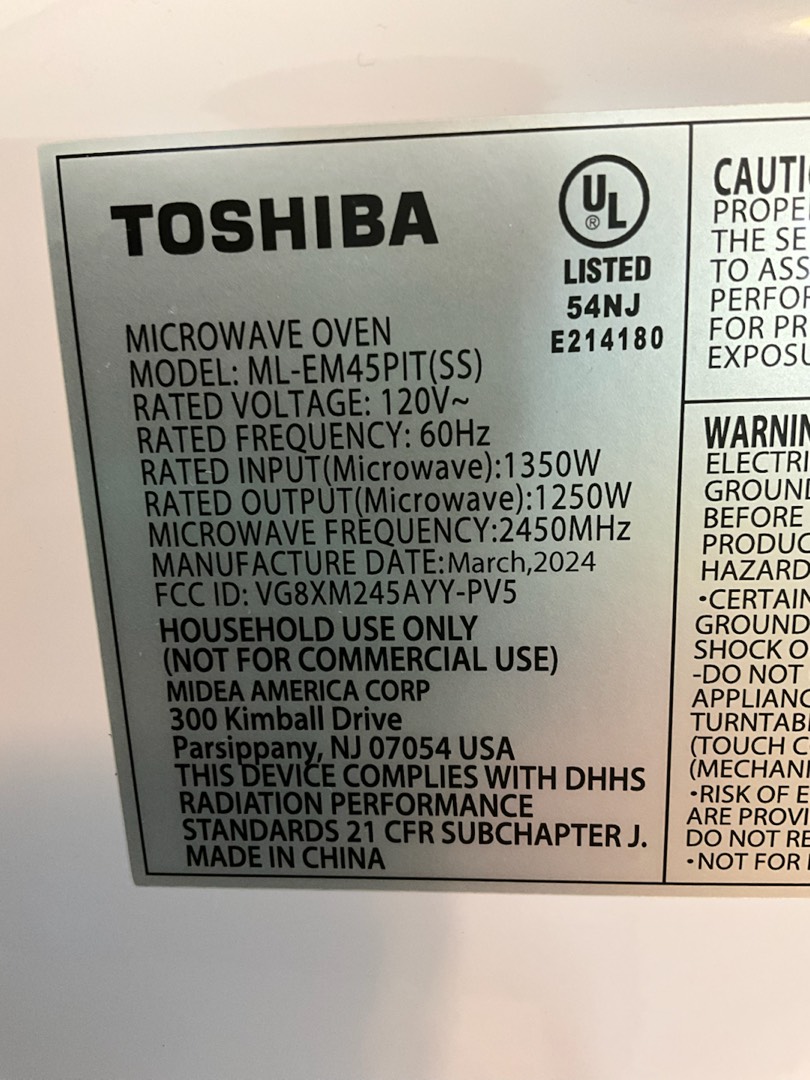 TOSHIBA
UL
®
LISTED
54NJ
E214180
MICROWAVE OVEN
MODEL: ML-EM45PIT(SS)
RATED VOLTAGE: 120V~
RATED FREQUENCY: 60Hz
RATED INPUT(Microwave):1350W
RATED OUTPUT(Microwave):1250W
MICROWAVE FREQUENCY:2450MHz
MANUFACTURE DATE:March,2024
FCC ID: VG8XM245AYY-PV5
HOUSEHOLD USE ONLY
(NOT FOR COMMERCIAL USE)
MIDEA AMERICA CORP
300 Kimball Drive
Parsippany, NJ 07054 USA
THIS DEVICE COMPLIES WITH DHHS
RADIATION PERFORMANCE
STANDARDS 21 CFR SUBCHAPTER J.
MADE IN CHINA
CAUTI
PROPE
THE SE
TO ASS
PERFOR
FOR PR
EXPOSU
WARNIN
ELECTRI
GROUND
BEFORE
PRODUC
HAZARD
•CERTAIN
GROUND
SHOCK O
-DO NOT
APPLIANC
TURNTAB
(TOUCH C
(MECHANI
•RISK OF E
ARE PROVI
DO NOT RE
•NOT FOR